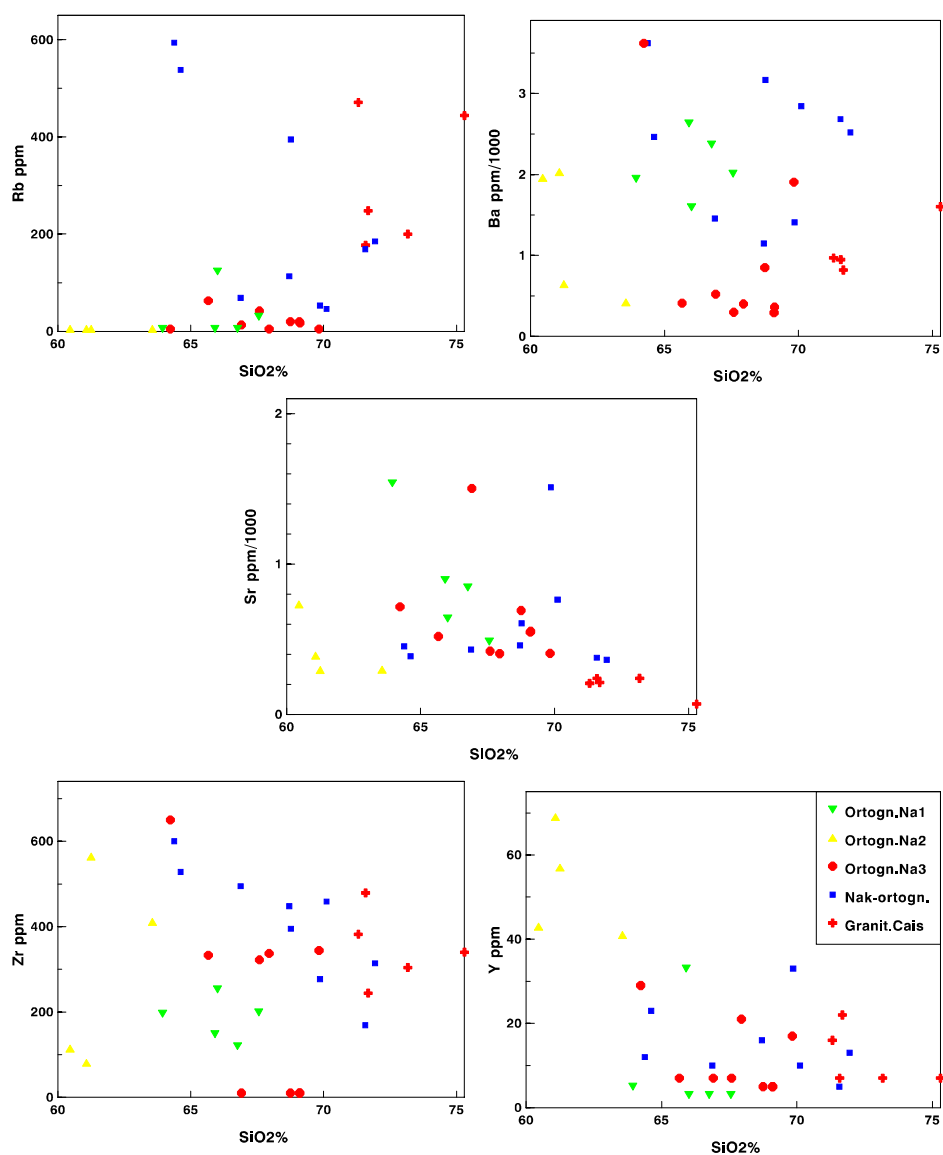 600
400
200
0
Rb ppm
60
65
70
75
SiO2%
3
2
1
0
Ba ppm/1000
60
65
70
75
SiO2%
2
1
0
Sr ppm/1000
60
65
70
75
SIO2%
600
400
200
0
Zr ppm
60
65
70
75
SiO2%
60
40
20
0
Y ppm
60
65
70
75
SiO2%
Ortogn.Na1
Ortogn.Na2
Ortogn.Na3
Nak-ortogn.
Granit.Cais